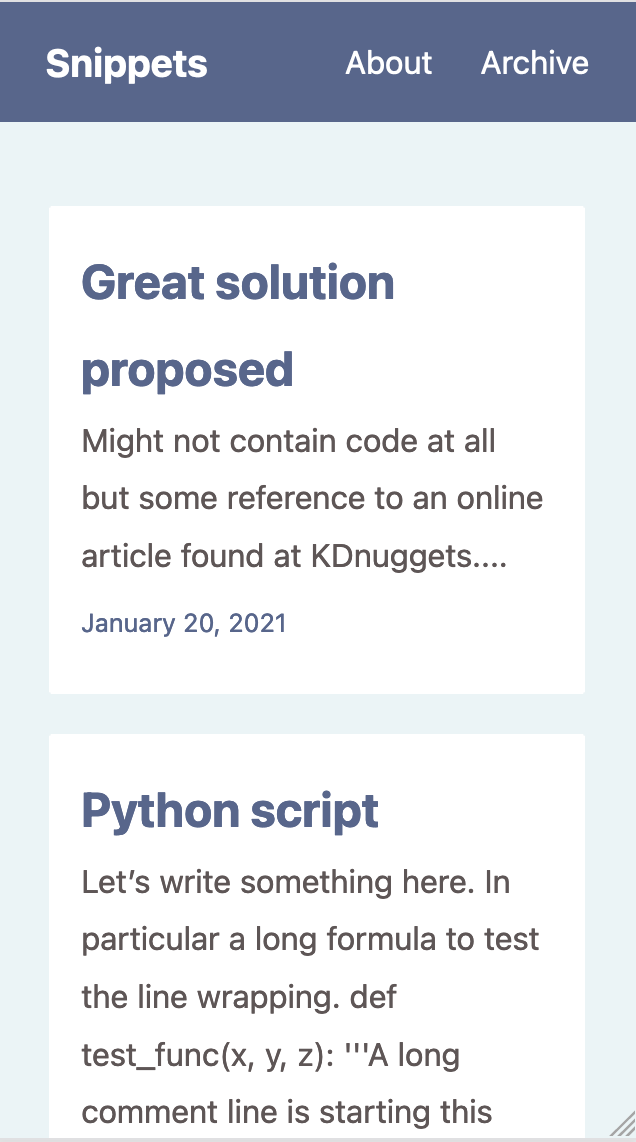 Snippets About Archive
Great solution
proposed
Might not contain code at all
but some reference to an online
article found at KDnuggets....
January 20, 2021
Python script
Let’s write something here. In
particular a long formula to test
the line wrapping. def
test_func(x, y, z): '''A long
comment line is starting this